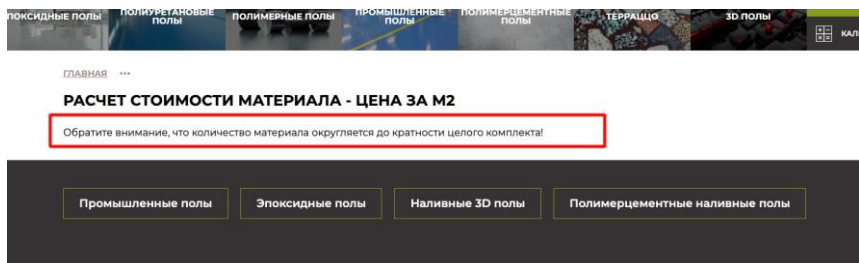 ПОКСИДНЫЕ ПОЛЫ
ПОЛИУРЕТАНОВЫЕ
ПОЛЫ
ПОЛИМЕРНЫЕ ПОЛЫ
ПРОМЫШЛЕННЫЕ
ПОЛЫ
ПОЛИМЕРЦЕМЕНТНЫЕ
ПОЛЫ
ТЕРРАЦЦО
3D ПОЛЫ
КАЛ
ГЛАВНАЯ ···
РАСЧЕТ СТОИМОСТИ МАТЕРИАЛА - ЦЕНА ЗА М2
Обратите внимание, что количество материала округляется до кратности целого комплекта!
Промышленные полы
Эпоксидные полы
Наливные 3D полы
Полимерцементные наливные полы